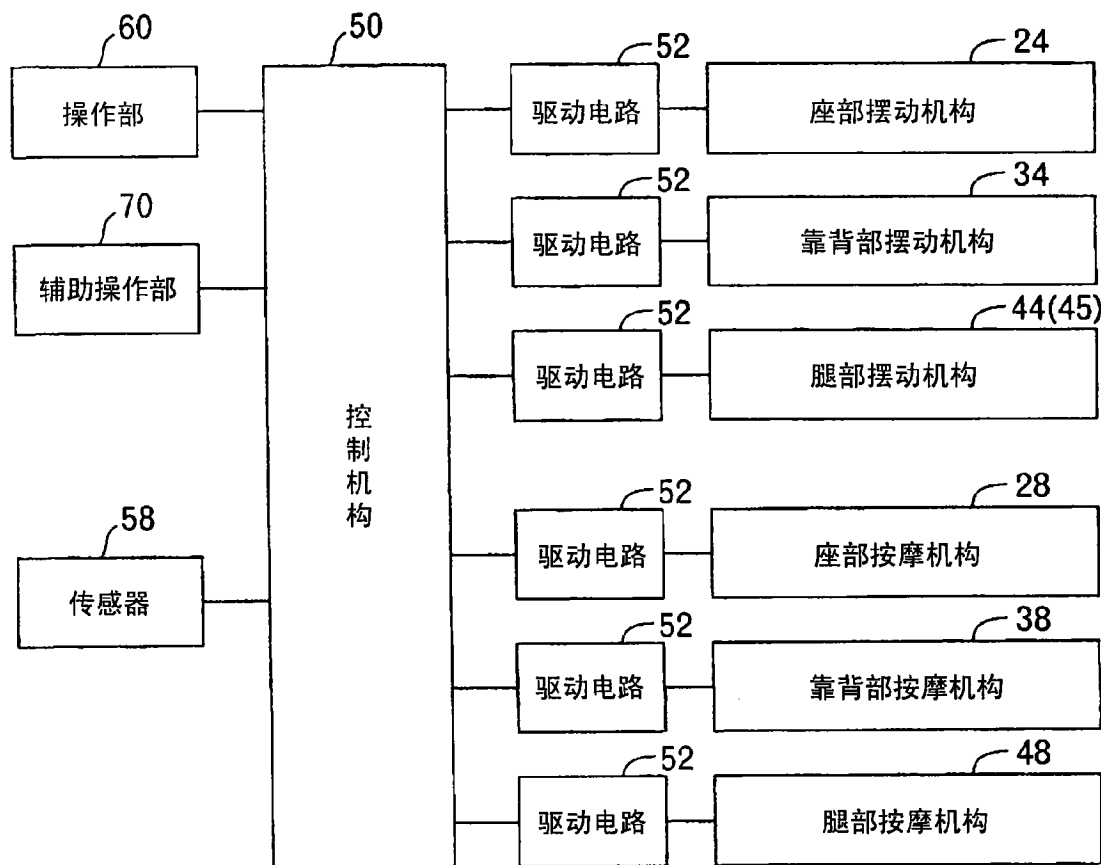 60
操作部
70
辅助操作部
58
传感器
50
控制机构
52
驱动电路
24
座部摆动机构
52
驱动电路
34
靠背部摆动机构
52
驱动电路
44(45)
腿部摆动机构
52
驱动电路
28
座部按摩机构
52
驱动电路
38
靠背部按摩机构
52
驱动电路
48
腿部按摩机构